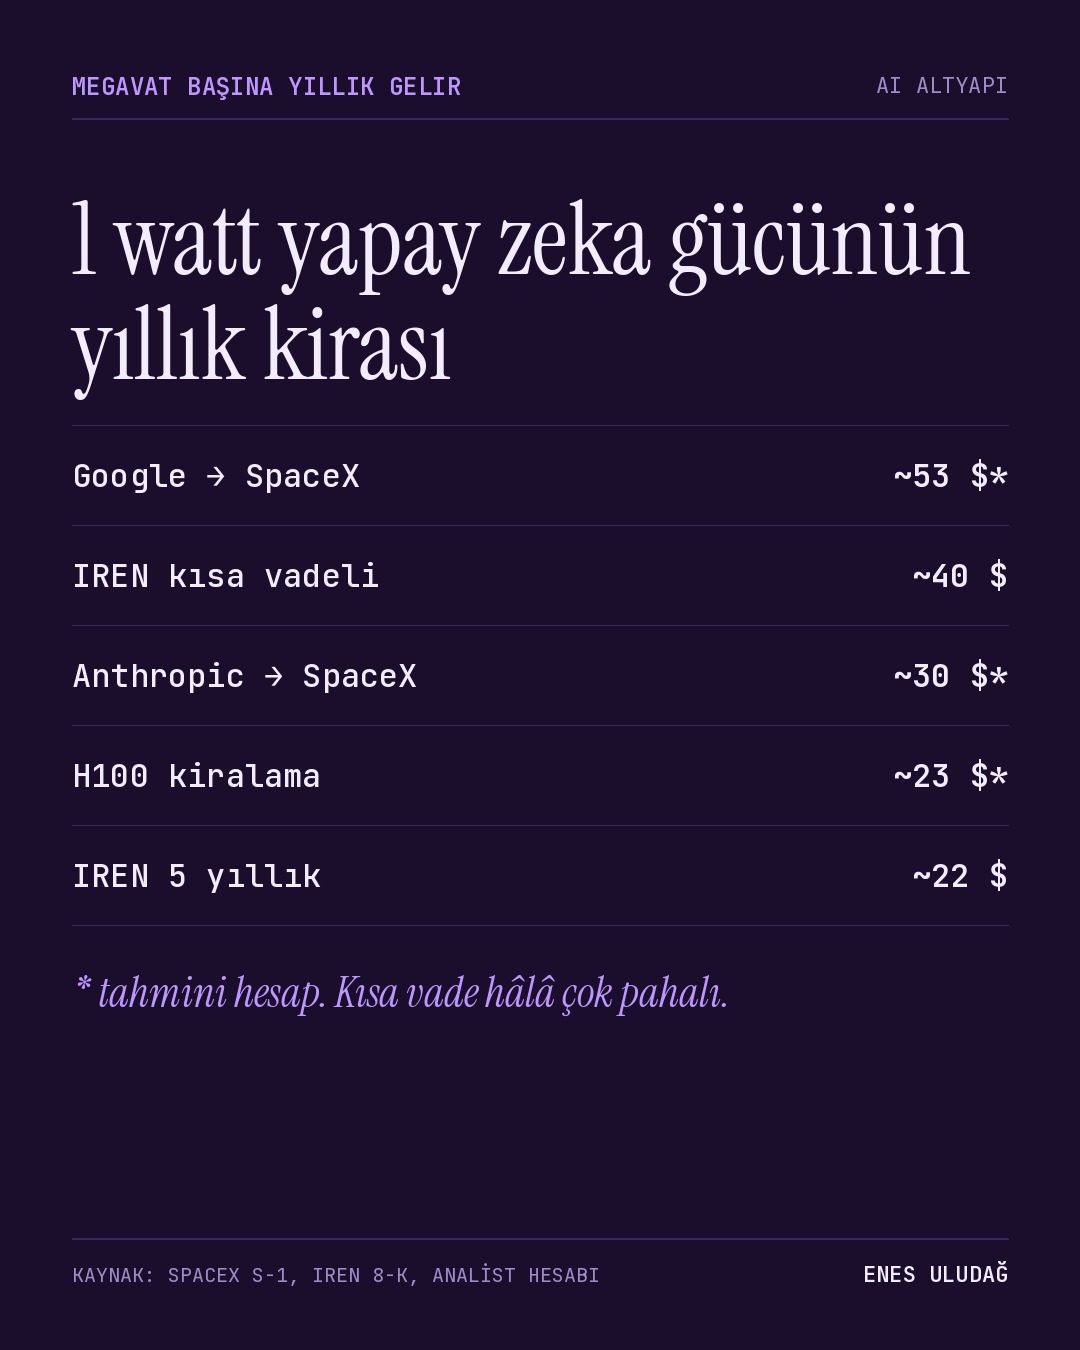 MEGAVAT BAŞINA YILLIK GELIR
AI ALTYAPI
1 watt yapay zeka gücünün
yıllık kirası
Google → SpaceX ~53 $*
IREN kısa vadeli ~40 $
Anthropic → SpaceX ~30 $*
H100 kiralama ~23 $*
IREN 5 yıllık ~22 $
* tahmini hesap. Kısa vade hâlâ çok pahalı.
KAYNAK: SPACEX S-1, IREN 8-K, ANALİST HESABI
ENES ULUDAĞ